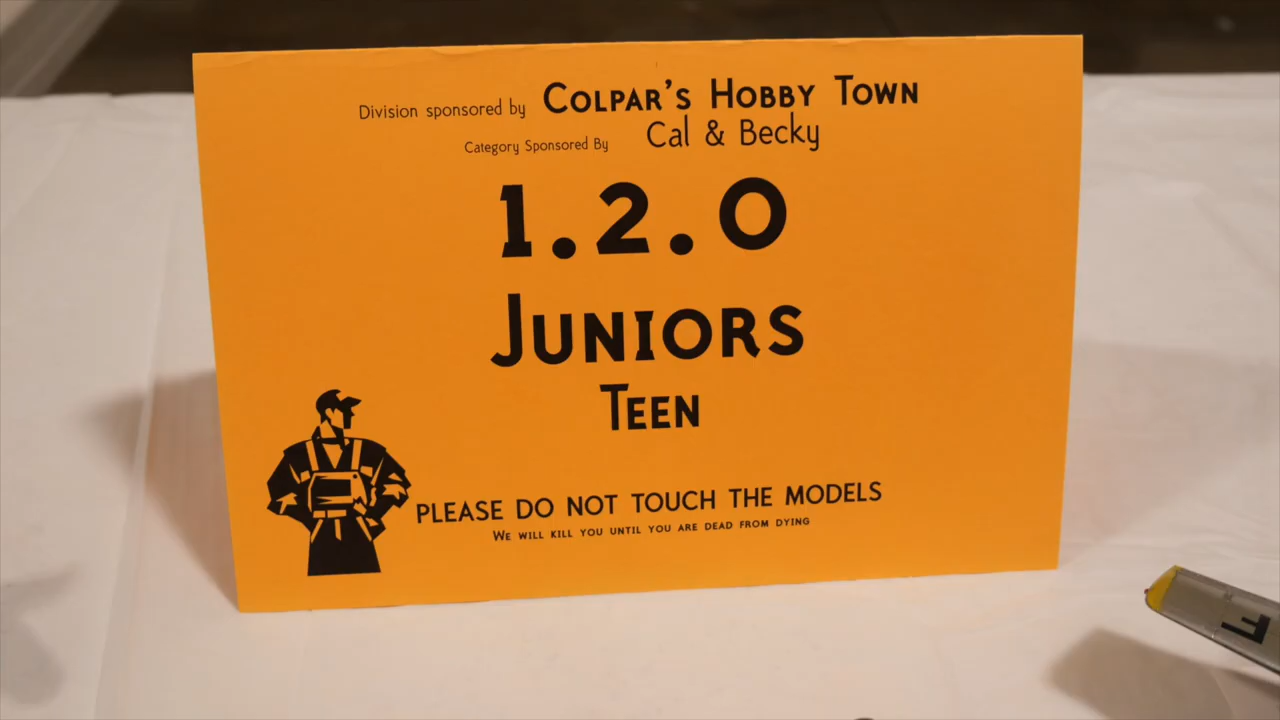 Division sponsored by COLPAR'S HOBBY TOWN
Category Sponsored By Cal & Becky
1.2.0
JUNIORS
TEEN
PLEASE DO NOT TOUCH THE MODELS
WE WILL KILL YOU UNTIL YOU ARE DEAD FROM DYING